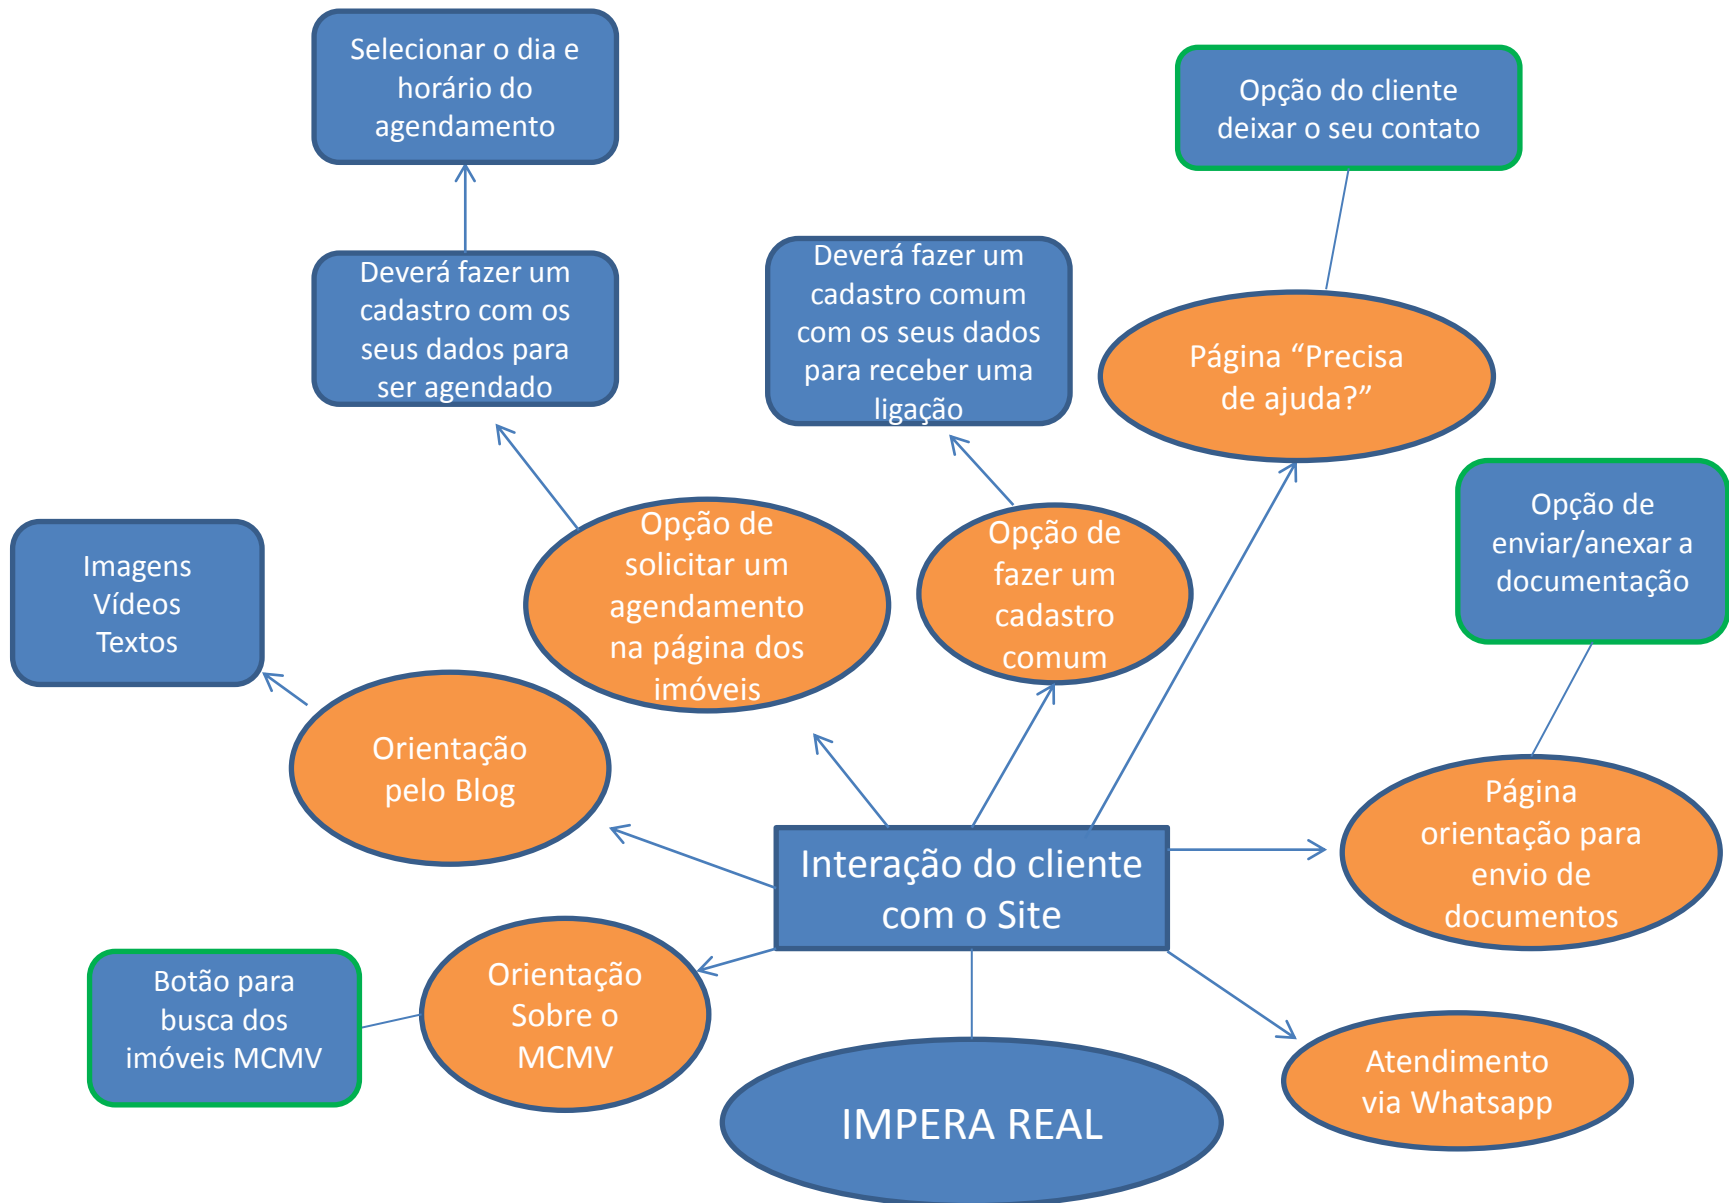 Selecionar o dia e
horário do
agendamento
Opção do cliente
deixar o seu contato
Deverá fazer um
cadastro com os
seus dados para
ser agendado
Deverá fazer um
cadastro comum
com os seus dados
para receber uma
ligação
Página “Precisa
de ajuda?”
Opção de
enviar/anexar a
documentação
Imagens
Vídeos
Textos
Opção de
solicitar um
agendamento
na página dos
imóveis
Opção de
fazer um
cadastro
comum
Orientação
pelo Blog
Página
orientação para
envio de
documentos
Interação do cliente
com o Site
Botão para
busca dos
imóveis MCMV
Orientação
Sobre o
MCMV
Atendimento
via Whatsapp
IMPERA REAL